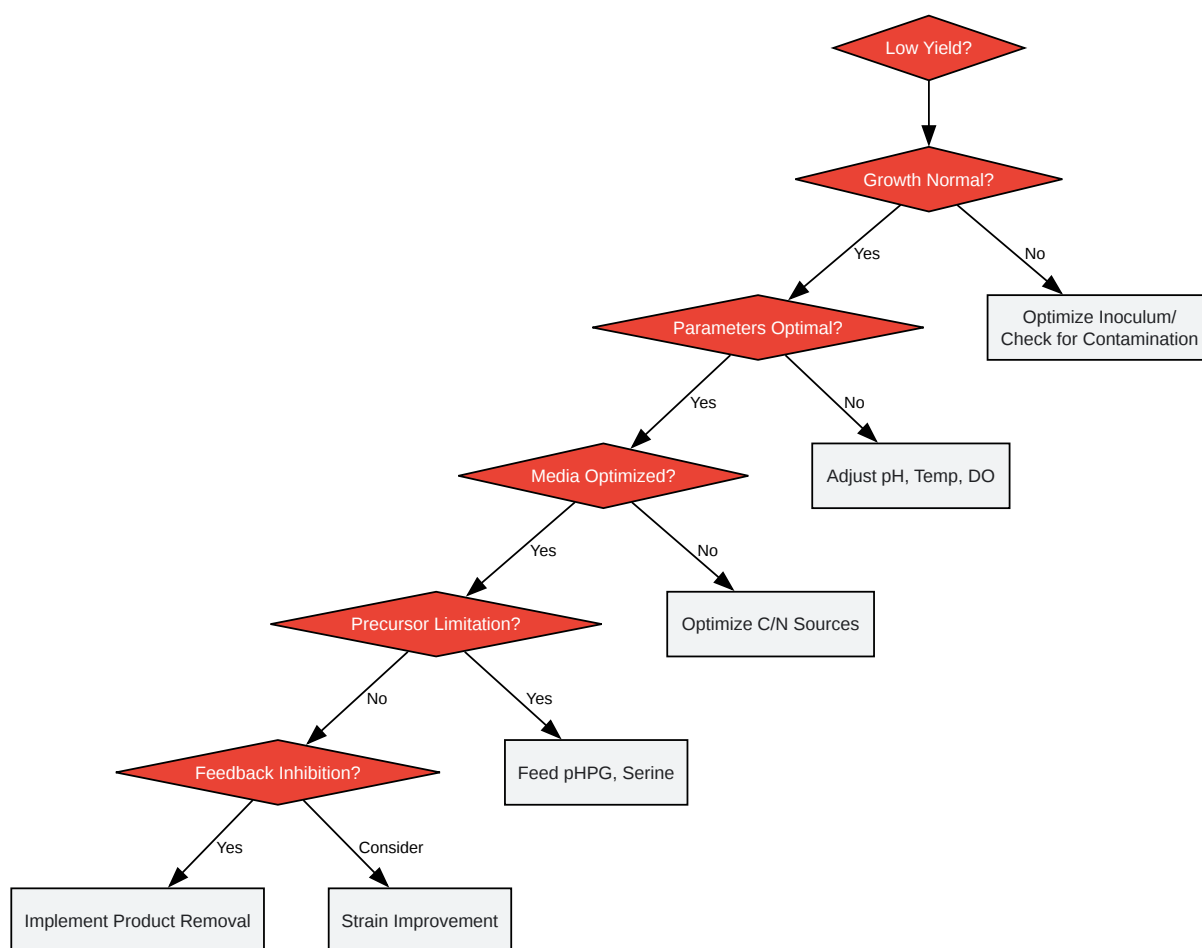 Low Yield?
Growth Normal?
Yes
No
Parameters Optimal?
Optimize Inoculum/
Check for Contamination
Yes
No
Media Optimized?
Adjust pH, Temp, DO
Yes
No
Precursor Limitation?
Optimize C/N Sources
No
Yes
Feedback Inhibition?
Feed pHPG, Serine
Yes
Consider
Implement Product Removal
Strain Improvement